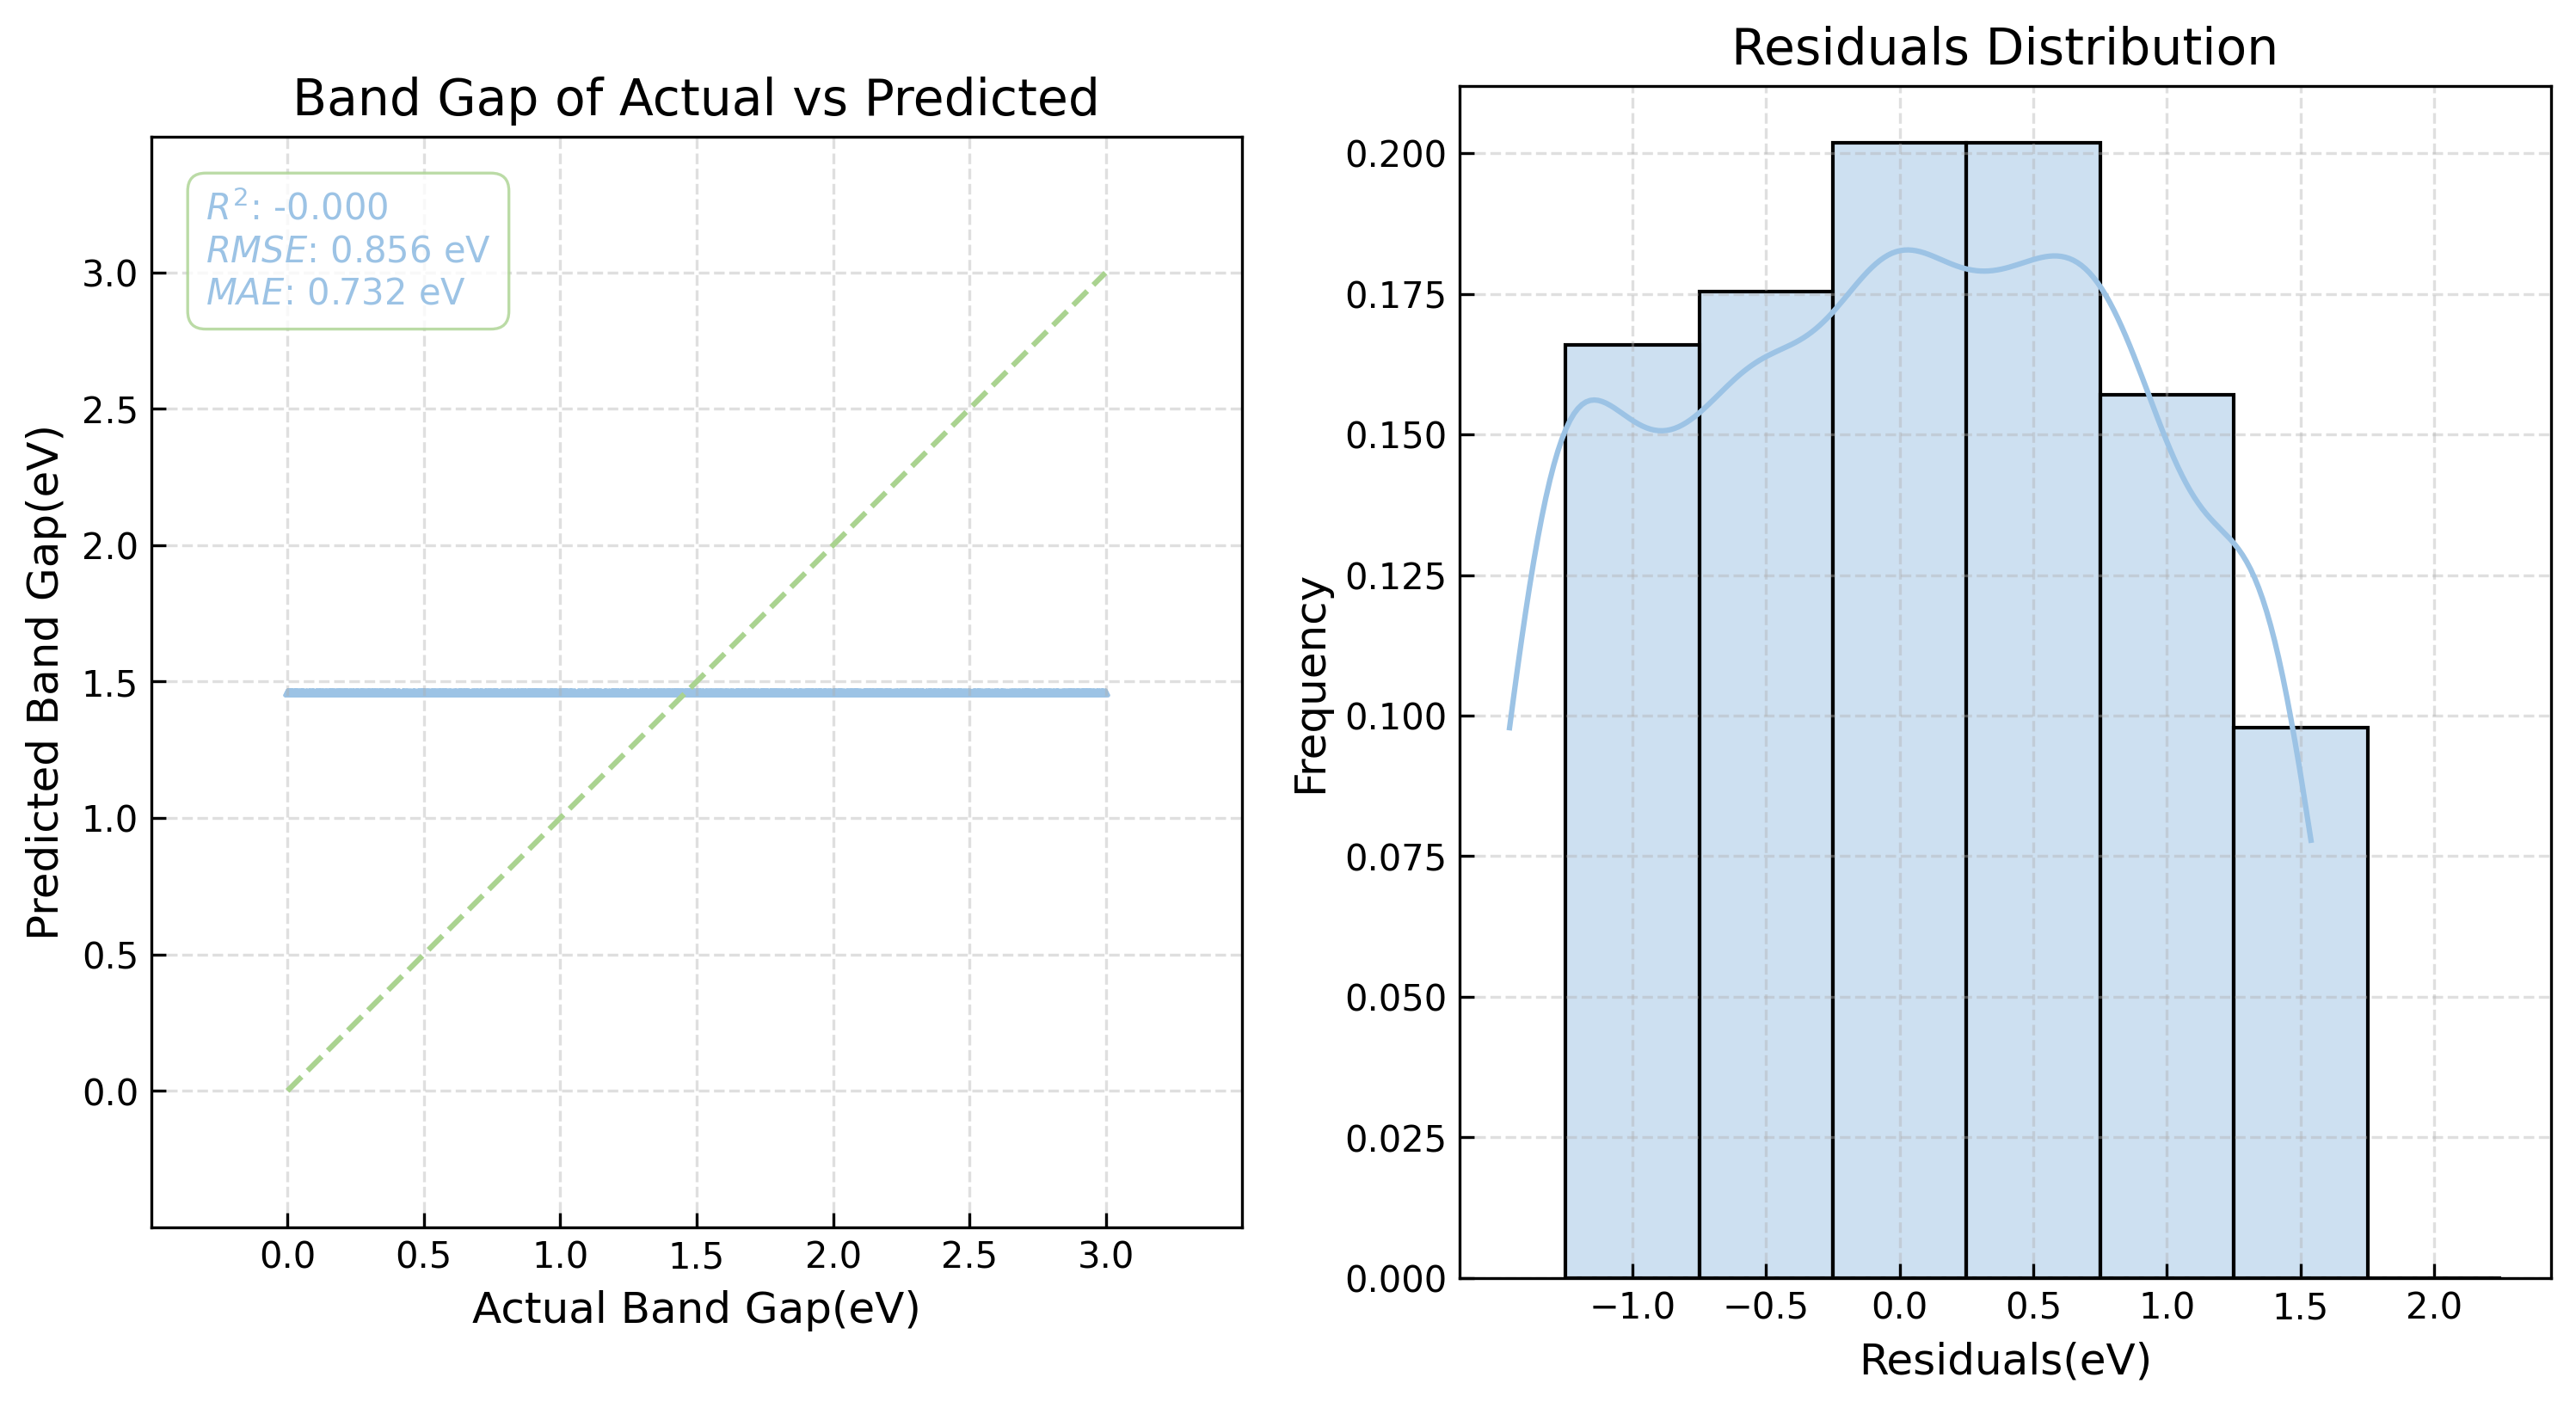 Band Gap of Actual vs Predicted
R²: -0.000
RMSE: 0.856 eV
MAE: 0.732 eV
Predicted Band Gap(eV)
3.0
2.5
2.0
1.5
1.0
0.5
0.0
0.0 0.5 1.0 1.5 2.0 2.5 3.0
Actual Band Gap(eV)
Residuals Distribution
Frequency
0.200
0.175
0.150
0.125
0.100
0.075
0.050
0.025
0.000
−1.0 −0.5 0.0 0.5 1.0 1.5 2.0
Residuals(eV)